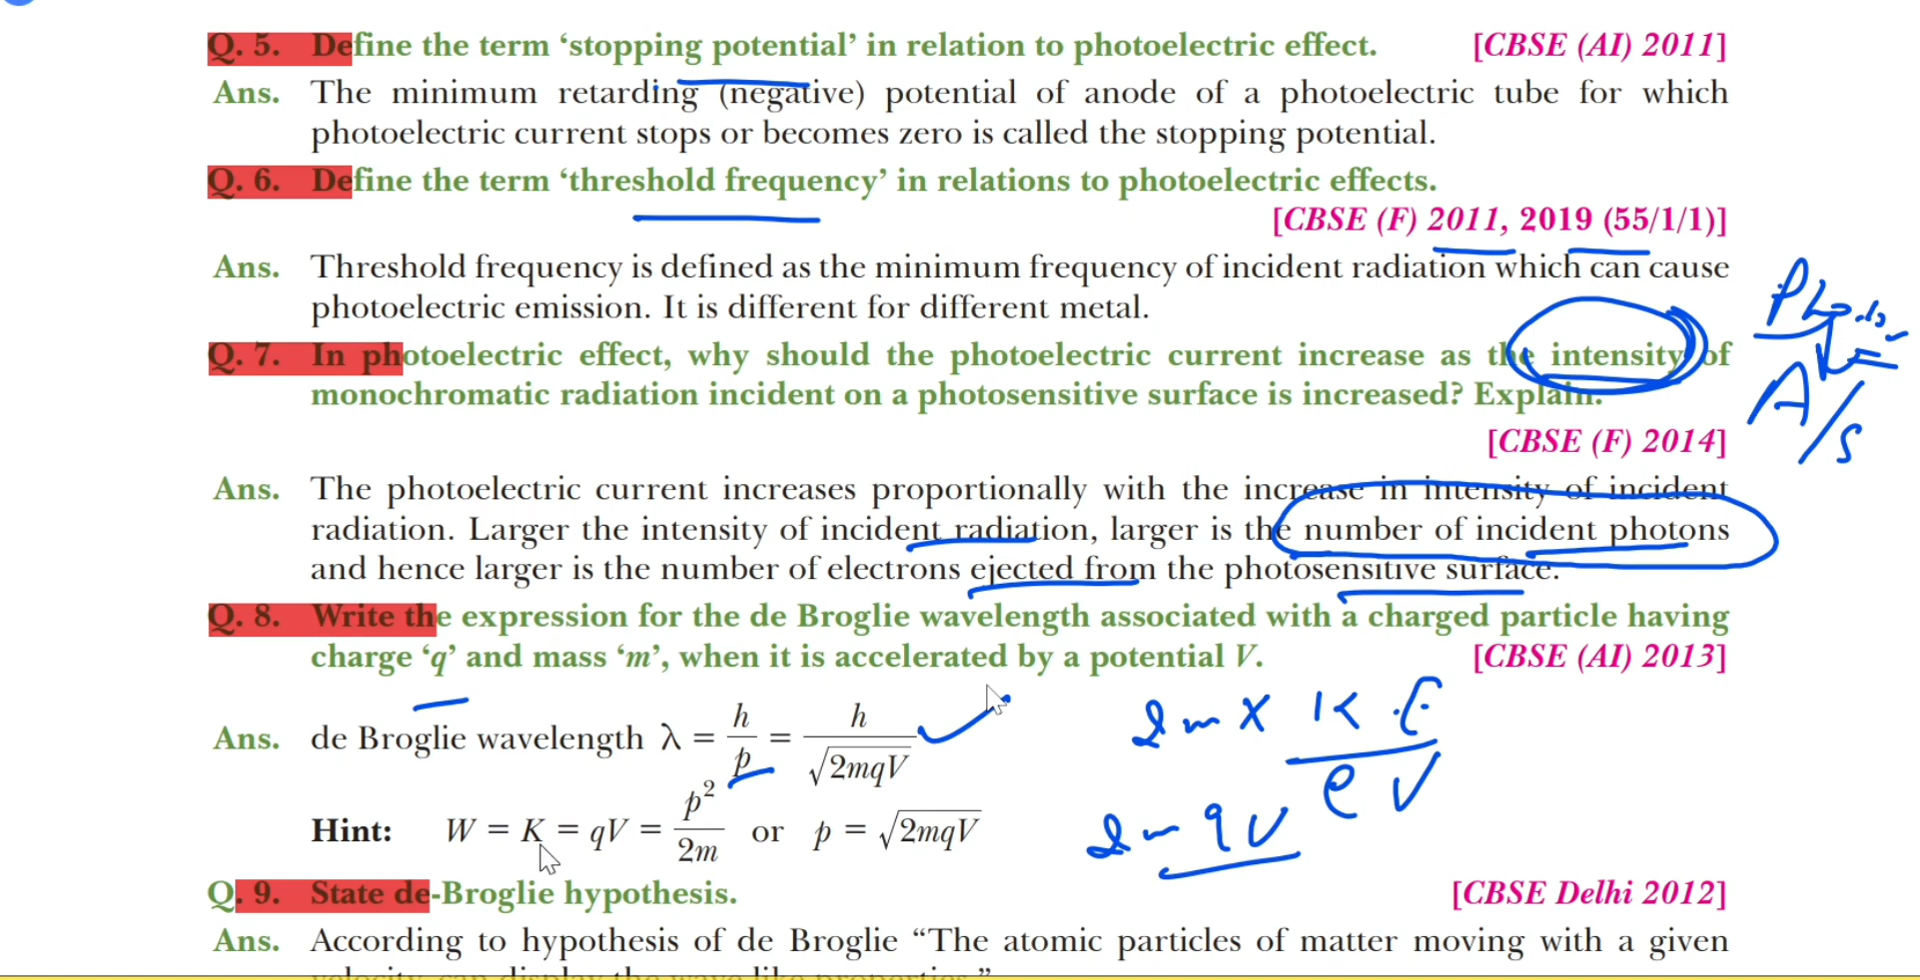 Q. 5. Define the term ‘stopping potential’ in relation to photoelectric effect. [CBSE (AI) 2011]
Ans. The minimum retarding (negative) potential of anode of a photoelectric tube for which
photoelectric current stops or becomes zero is called the stopping potential.
Q. 6. Define the term ‘threshold frequency’ in relations to photoelectric effects.
[CBSE (F) 2011, 2019 (55/1/1)]
Ans. Threshold frequency is defined as the minimum frequency of incident radiation which can cause
photoelectric emission. It is different for different metal.
Q. 7. In photoelectric effect, why should the photoelectric current increase as the intensity of
monochromatic radiation incident on a photosensitive surface is increased? Explain.
A/s
[CBSE (F) 2014]
Ans. The photoelectric current increases proportionally with the increase in intensity of incident
radiation. Larger the intensity of incident radiation, larger is the number of incident photons
and hence larger is the number of electrons ejected from the photosensitive surface.
Q. 8. Write the expression for the de Broglie wavelength associated with a charged particle having
charge ‘q’ and mass ‘m’, when it is accelerated by a potential V. [CBSE (AI) 2013]
Ans. de Broglie wavelength λ = h/p = h/√2mqV
2m x K.E
eV
Hint: W = K = qV = p²/2m or p = √2mqV
2m qV
Q. 9. State de-Broglie hypothesis. [CBSE Delhi 2012]
Ans. According to hypothesis of de Broglie “The atomic particles of matter moving with a given